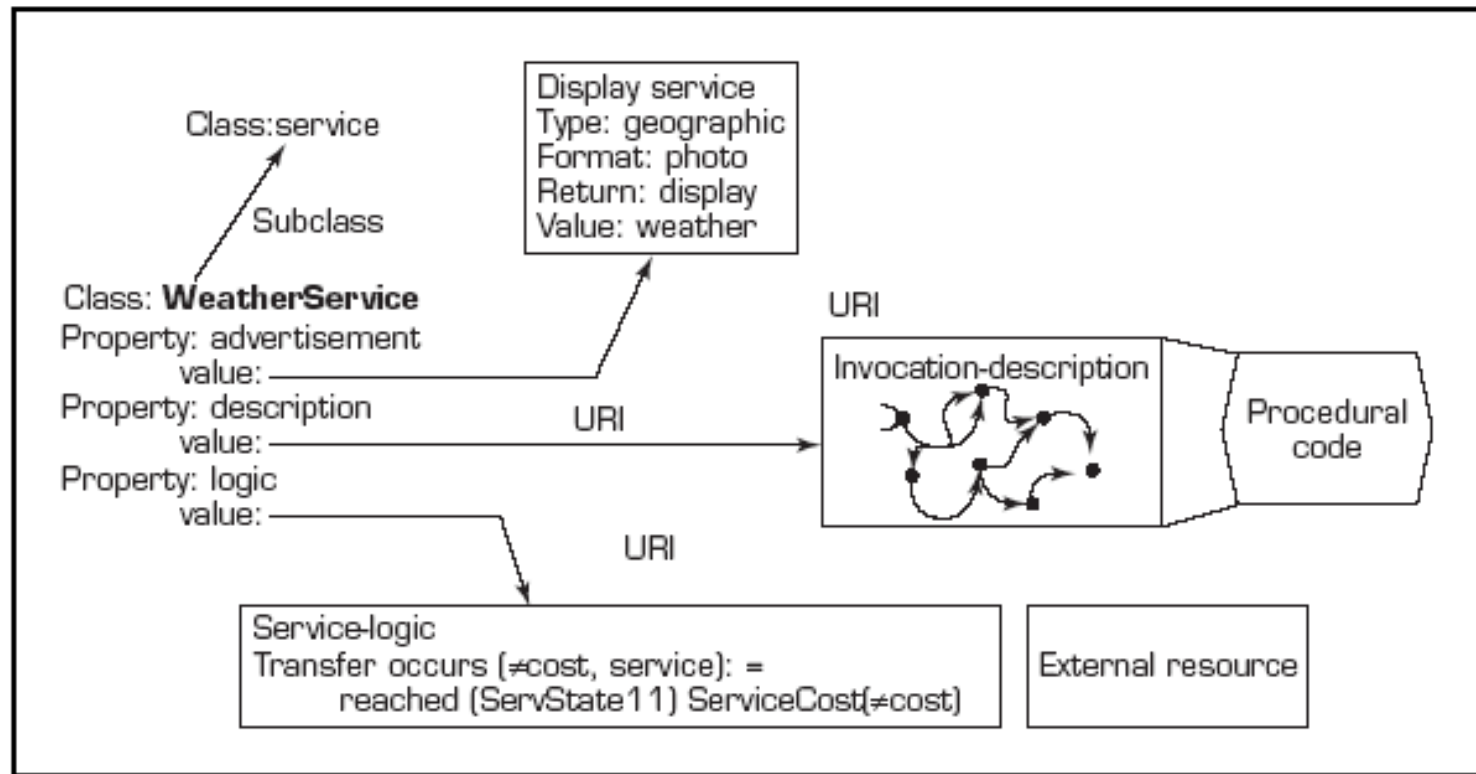 Class:service
Subclass
Class: WeatherService
Property: advertisement
value:
Property: description
value:
Property: logic
value:
Display service
Type: geographic
Format: photo
Return: display
Value: weather
URI
URI
Invocation-description
Procedural
code
URI
Service-logic
Transfer occurs (≠cost, service): =
reached (ServState11) ServiceCost(≠cost)
External resource